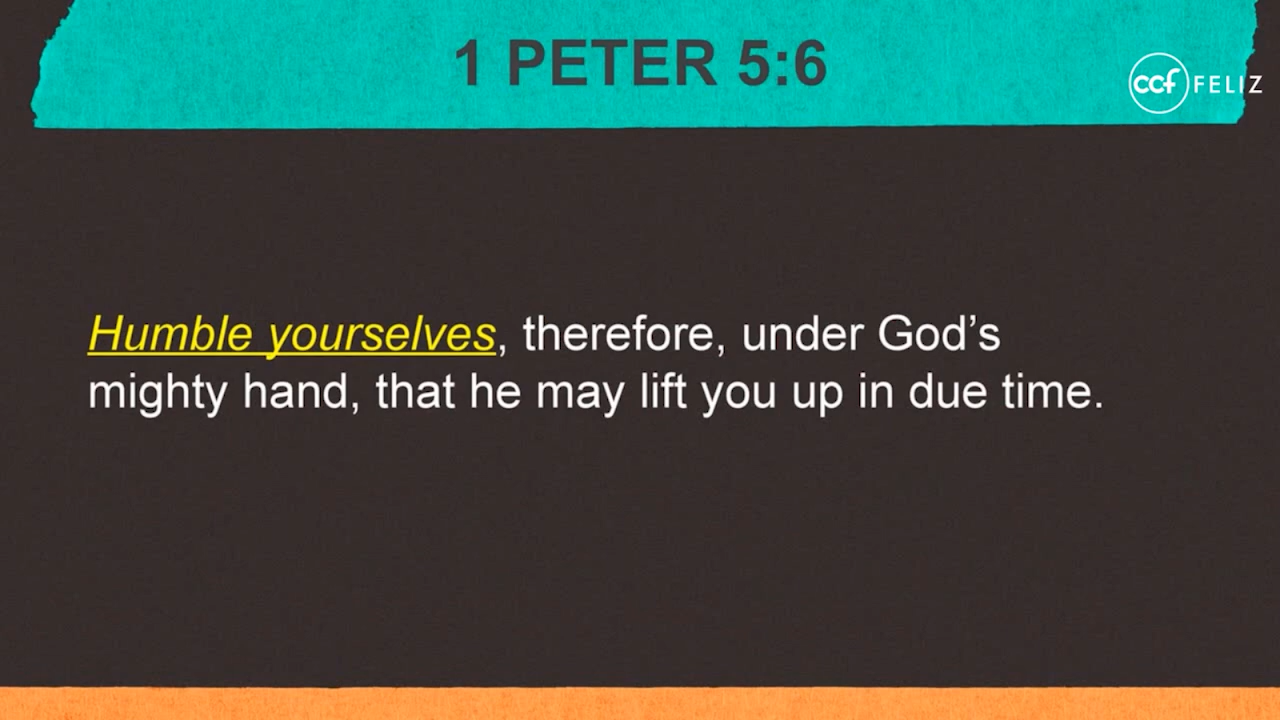 1 PETER 5:6
ccf FELIZ
Humble yourselves, therefore, under God’s
mighty hand, that he may lift you up in due time.